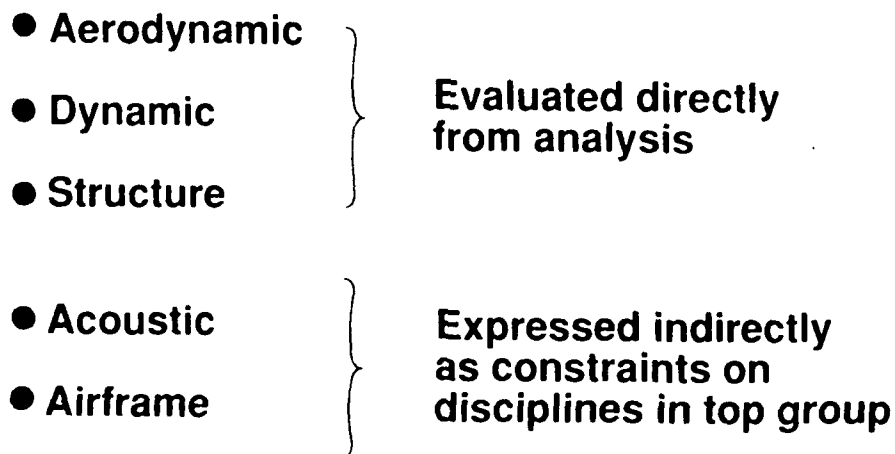 ● Aerodynamic
● Dynamic
● Structure
Evaluated directly
from analysis
● Acoustic
● Airframe
Expressed indirectly
as constraints on
disciplines in top group